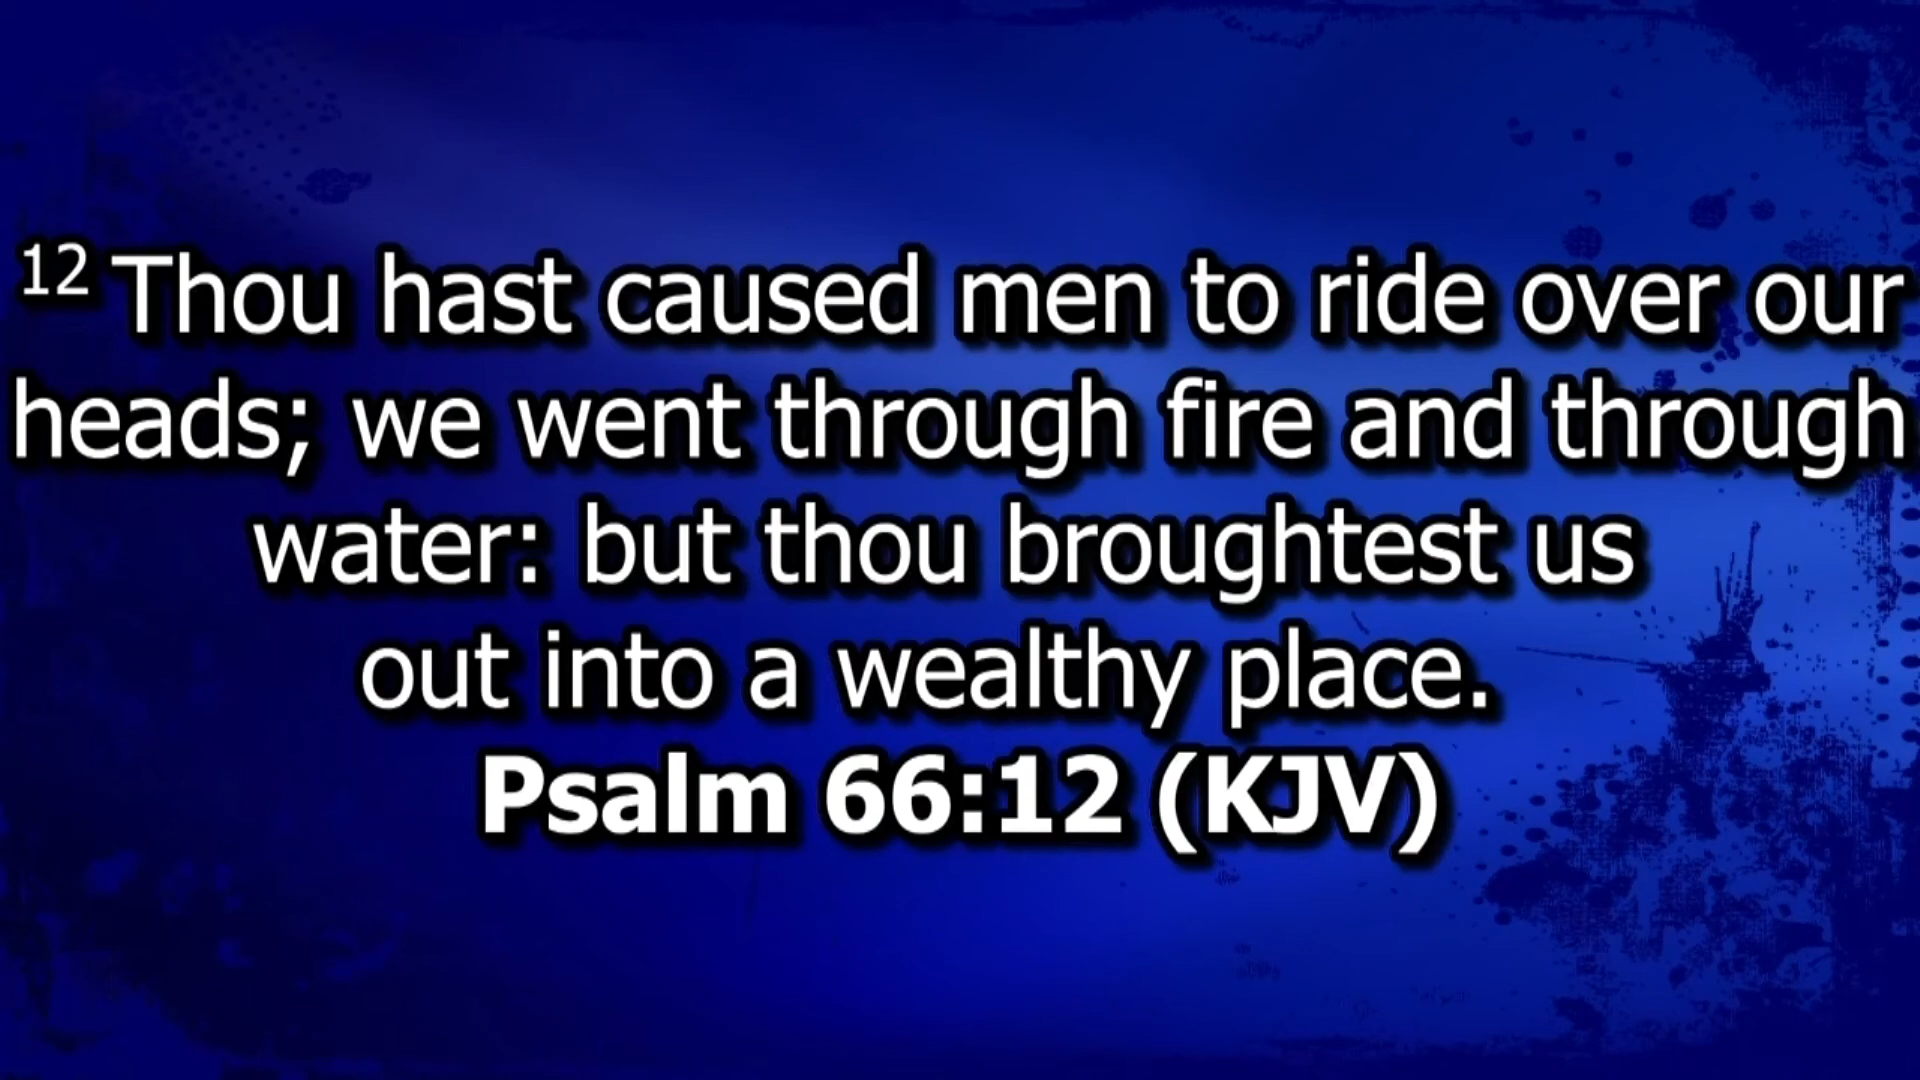 12 Thou hast caused men to ride over our
heads; we went through fire and through
water: but thou broughtest us
out into a wealthy place.
Psalm 66:12 (KJV)